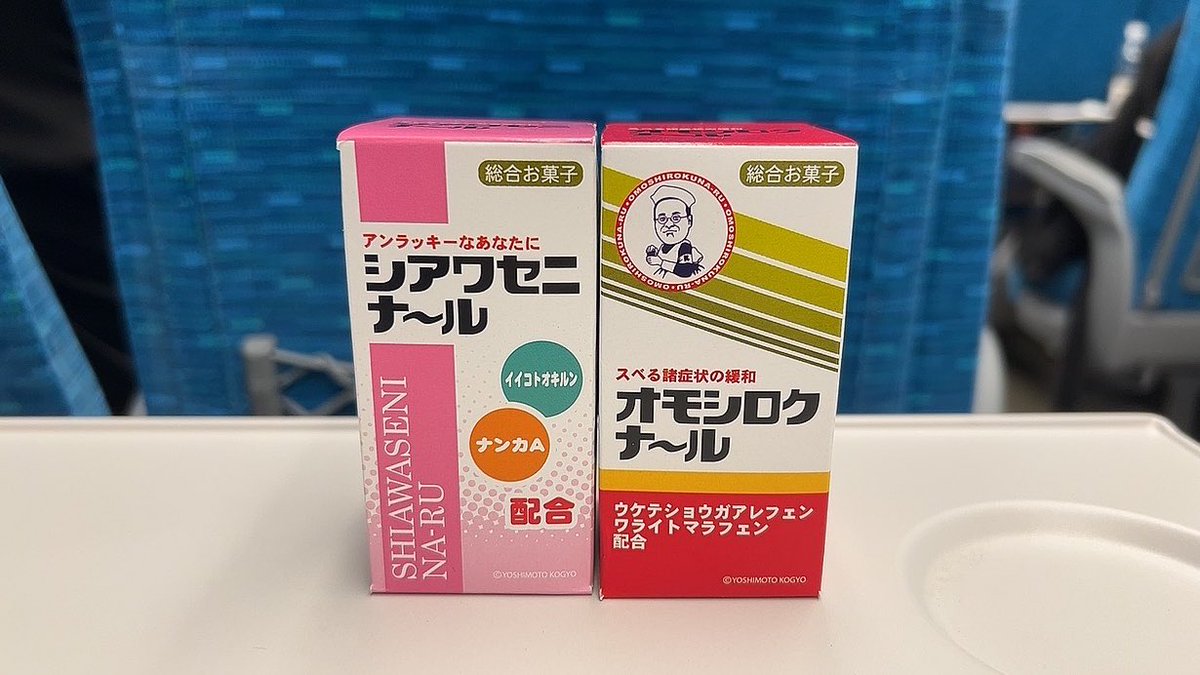 総合お菓子
アンラッキーなあなたに
シアワセニ
ナ〜ル
イイコトオキルン
ナンカA
配合
SHIAWASENI
NA-RU
©YOSHIMOTO KOGYO
総合お菓子
OMOSHIROKUNA-RU・OMOSHIROKUNA-RU・OMOSHIROKUNA-RU・
スベる諸症状の緩和
オモシロク
ナ〜ル
ウケテショウガアレフェン
ワライトマラフェン
配合
©YOSHIMOTO KOGYO